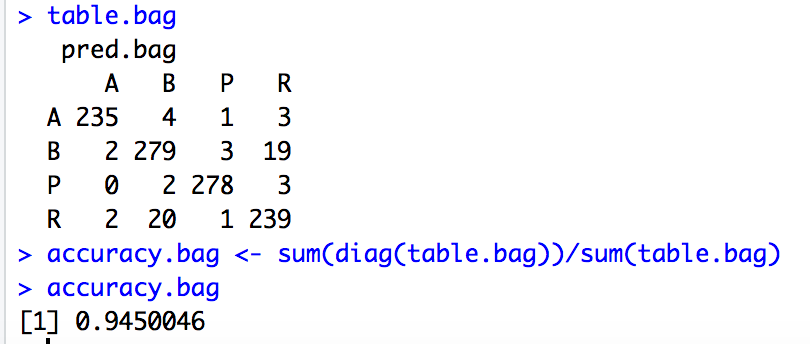 > table.bag
   pred.bag
      A   B   P   R
  A 235   4   1   3
  B   2 279   3  19
  P   0   2 278   3
  R   2  20   1 239
> accuracy.bag <- sum(diag(table.bag))/sum(table.bag)
> accuracy.bag
[1] 0.9450046